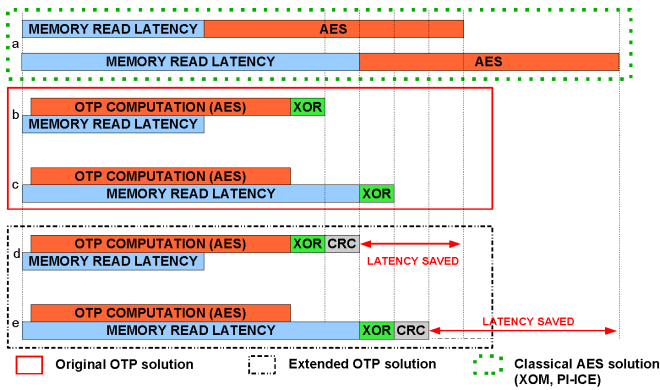 a
MEMORY READ LATENCY AES
MEMORY READ LATENCY AES
b
OTP COMPUTATION (AES) XOR
MEMORY READ LATENCY
c
OTP COMPUTATION (AES)
MEMORY READ LATENCY XOR
d
OTP COMPUTATION (AES) XOR CRC
MEMORY READ LATENCY
LATENCY SAVED
e
OTP COMPUTATION (AES)
MEMORY READ LATENCY XOR CRC
LATENCY SAVED
Original OTP solution
Extended OTP solution
Classical AES solution
(XOM, PI-ICE)